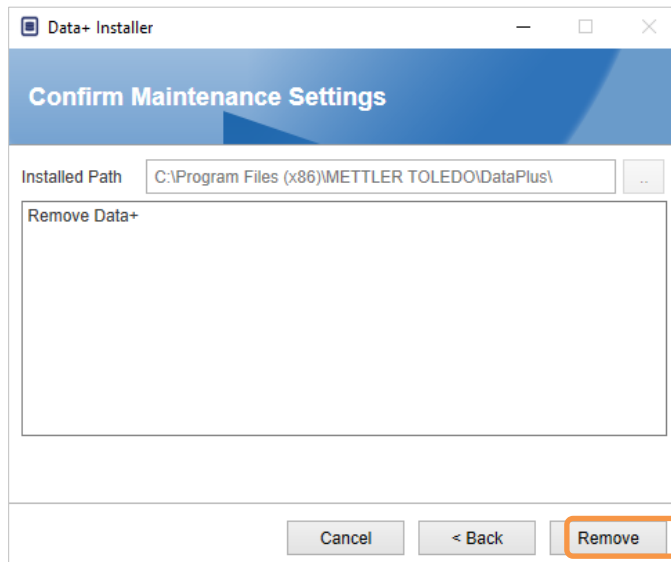 Data+ Installer
Confirm Maintenance Settings
Installed Path C:\Program Files (x86)\METTLER TOLEDO\DataPlus\ ..
Remove Data+
Cancel < Back Remove